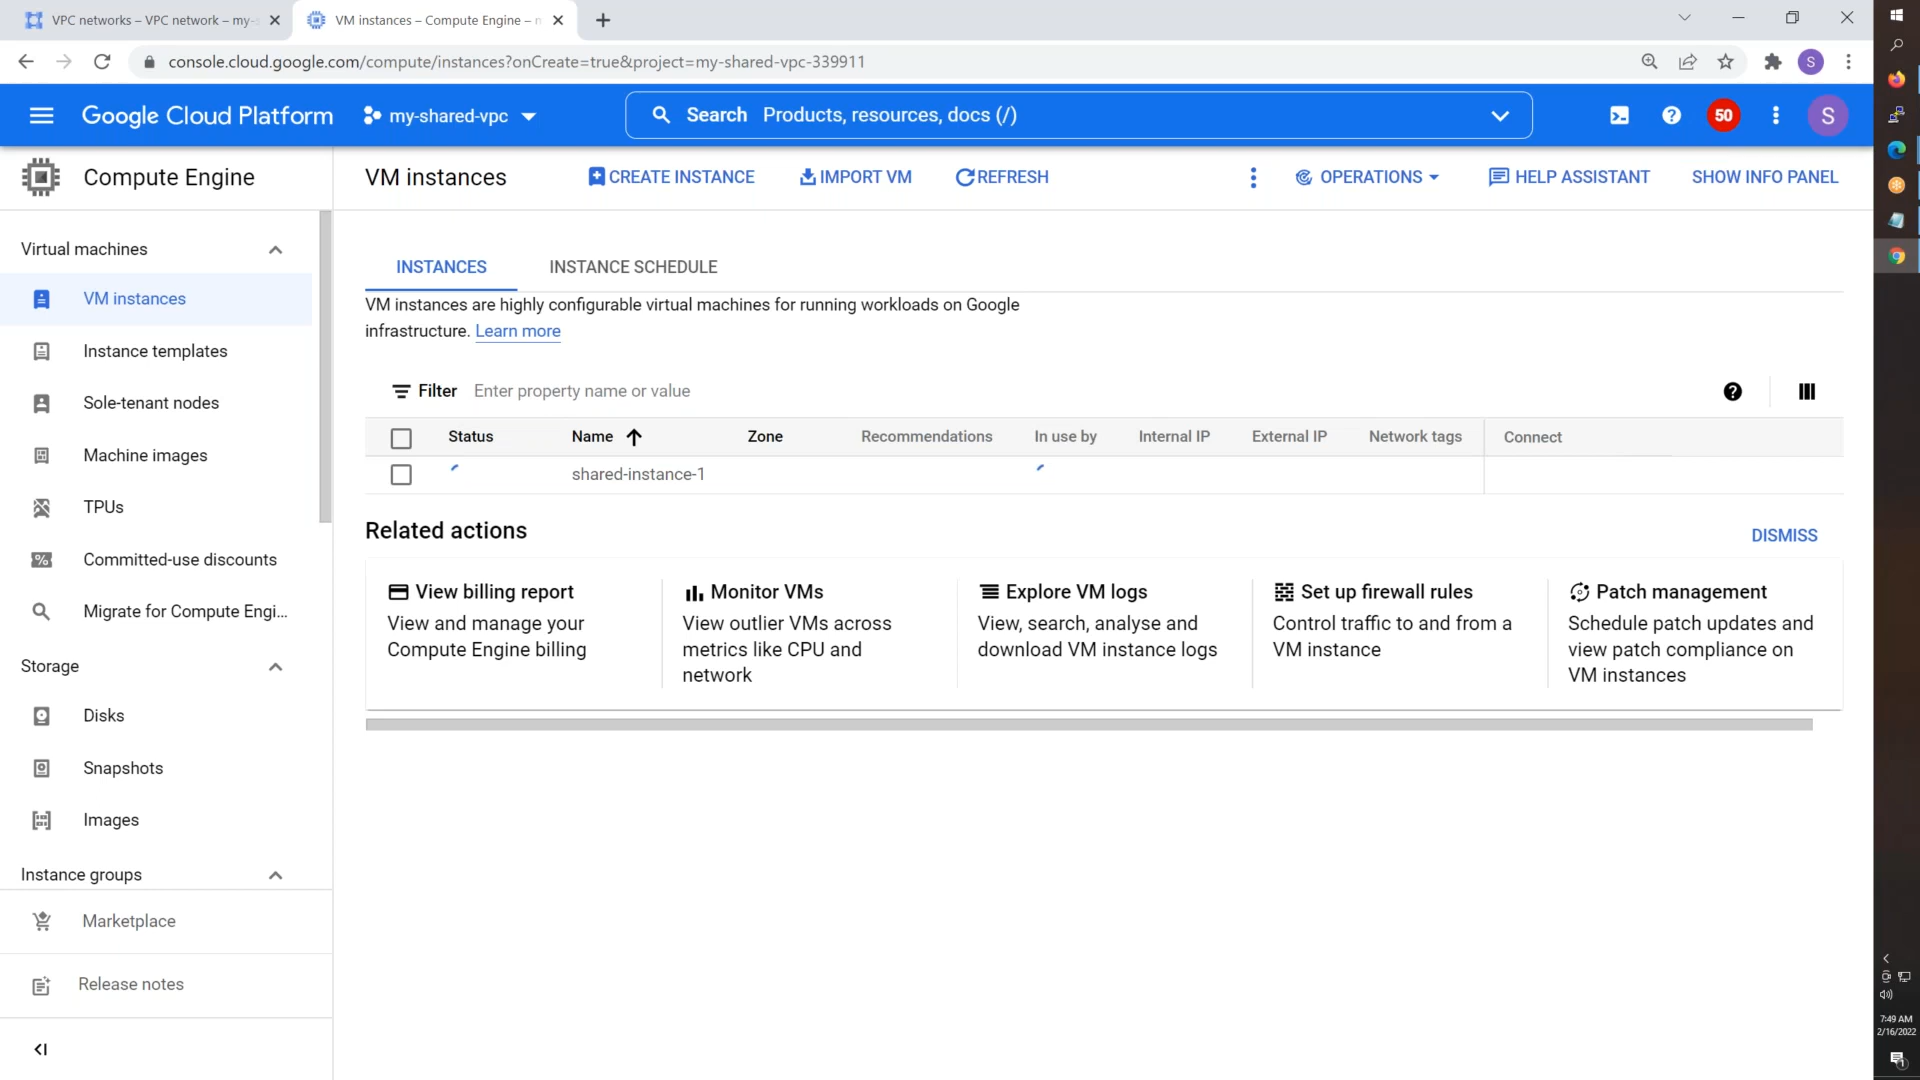 VPC networks – VPC network – my-
VM instances – Compute Engine –
console.cloud.google.com/compute/instances?onCreate=true&project=my-shared-vpc-339911
S
Google Cloud Platform
my-shared-vpc
Search Products, resources, docs (/)
50
S
Compute Engine
VM instances
CREATE INSTANCE
IMPORT VM
REFRESH
OPERATIONS
HELP ASSISTANT
SHOW INFO PANEL
Virtual machines
VM instances
Instance templates
Sole-tenant nodes
Machine images
TPUs
Committed-use discounts
Migrate for Compute Engi...
Storage
Disks
Snapshots
Images
Instance groups
Marketplace
Release notes
INSTANCES
INSTANCE SCHEDULE
VM instances are highly configurable virtual machines for running workloads on Google
infrastructure. Learn more
Filter Enter property name or value
Status Name Zone Recommendations In use by Internal IP External IP Network tags Connect
shared-instance-1
Related actions
DISMISS
View billing report
View and manage your
Compute Engine billing
Monitor VMs
View outlier VMs across
metrics like CPU and
network
Explore VM logs
View, search, analyse and
download VM instance logs
Set up firewall rules
Control traffic to and from a
VM instance
Patch management
Schedule patch updates and
view patch compliance on
VM instances
7:49 AM
2/16/2022
1